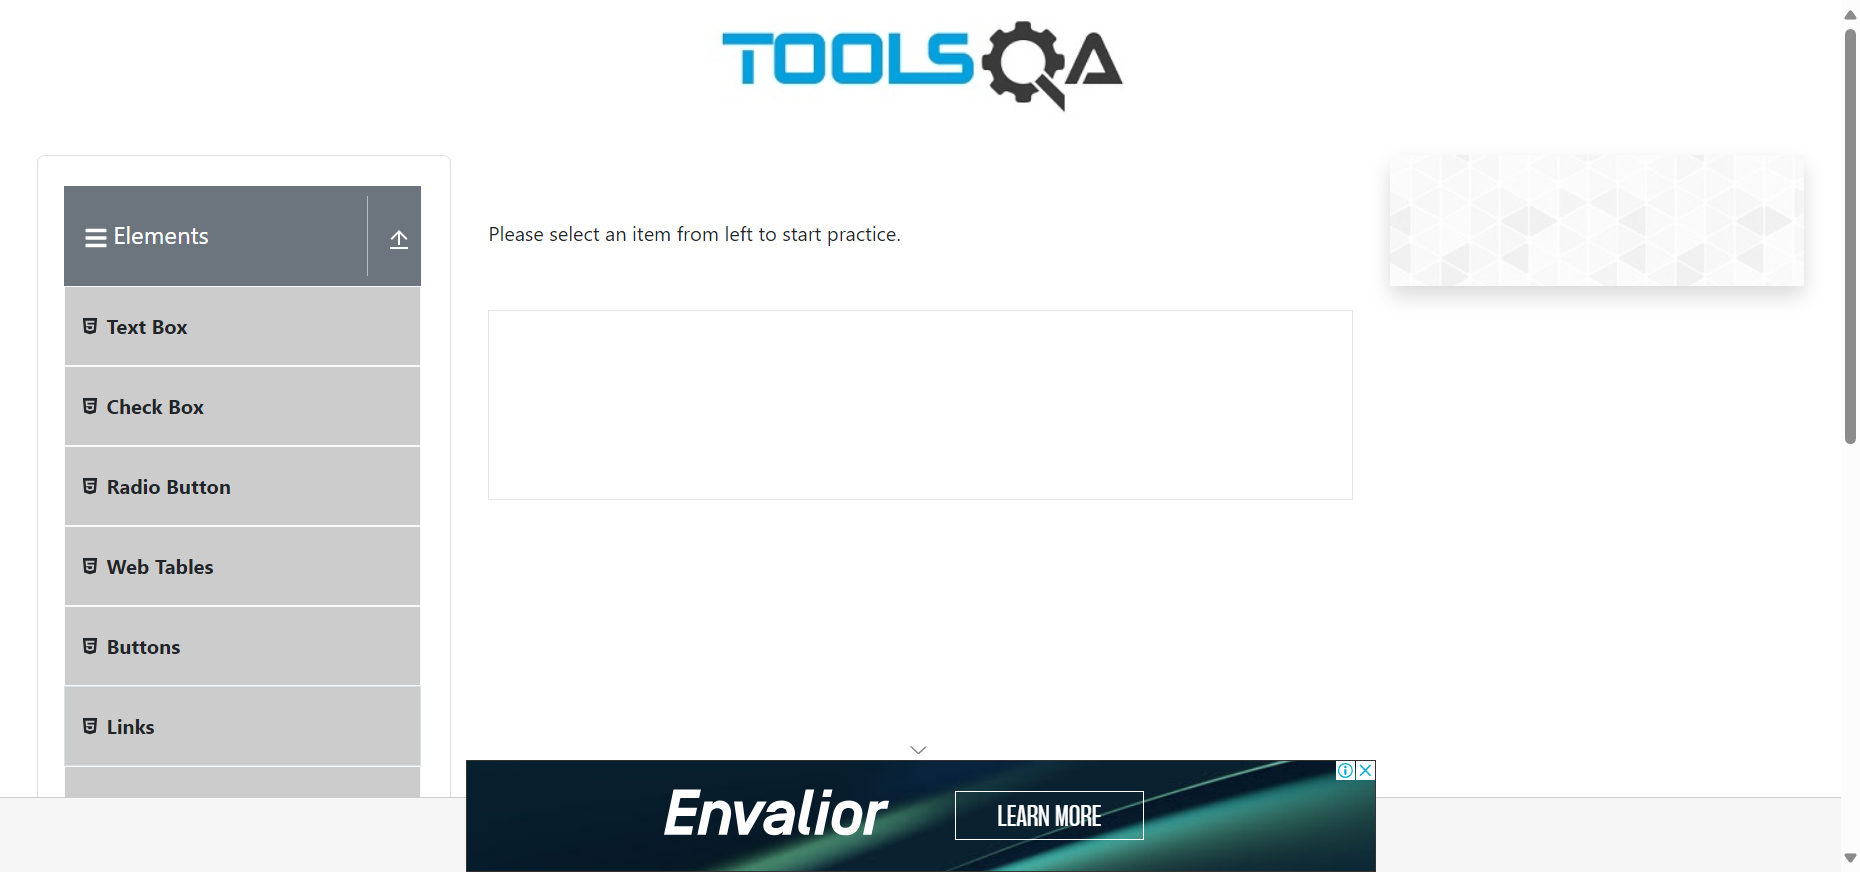 TOOLSQA
Elements
Please select an item from left to start practice.
Text Box
Check Box
Radio Button
Web Tables
Buttons
Links
Envalior
LEARN MORE